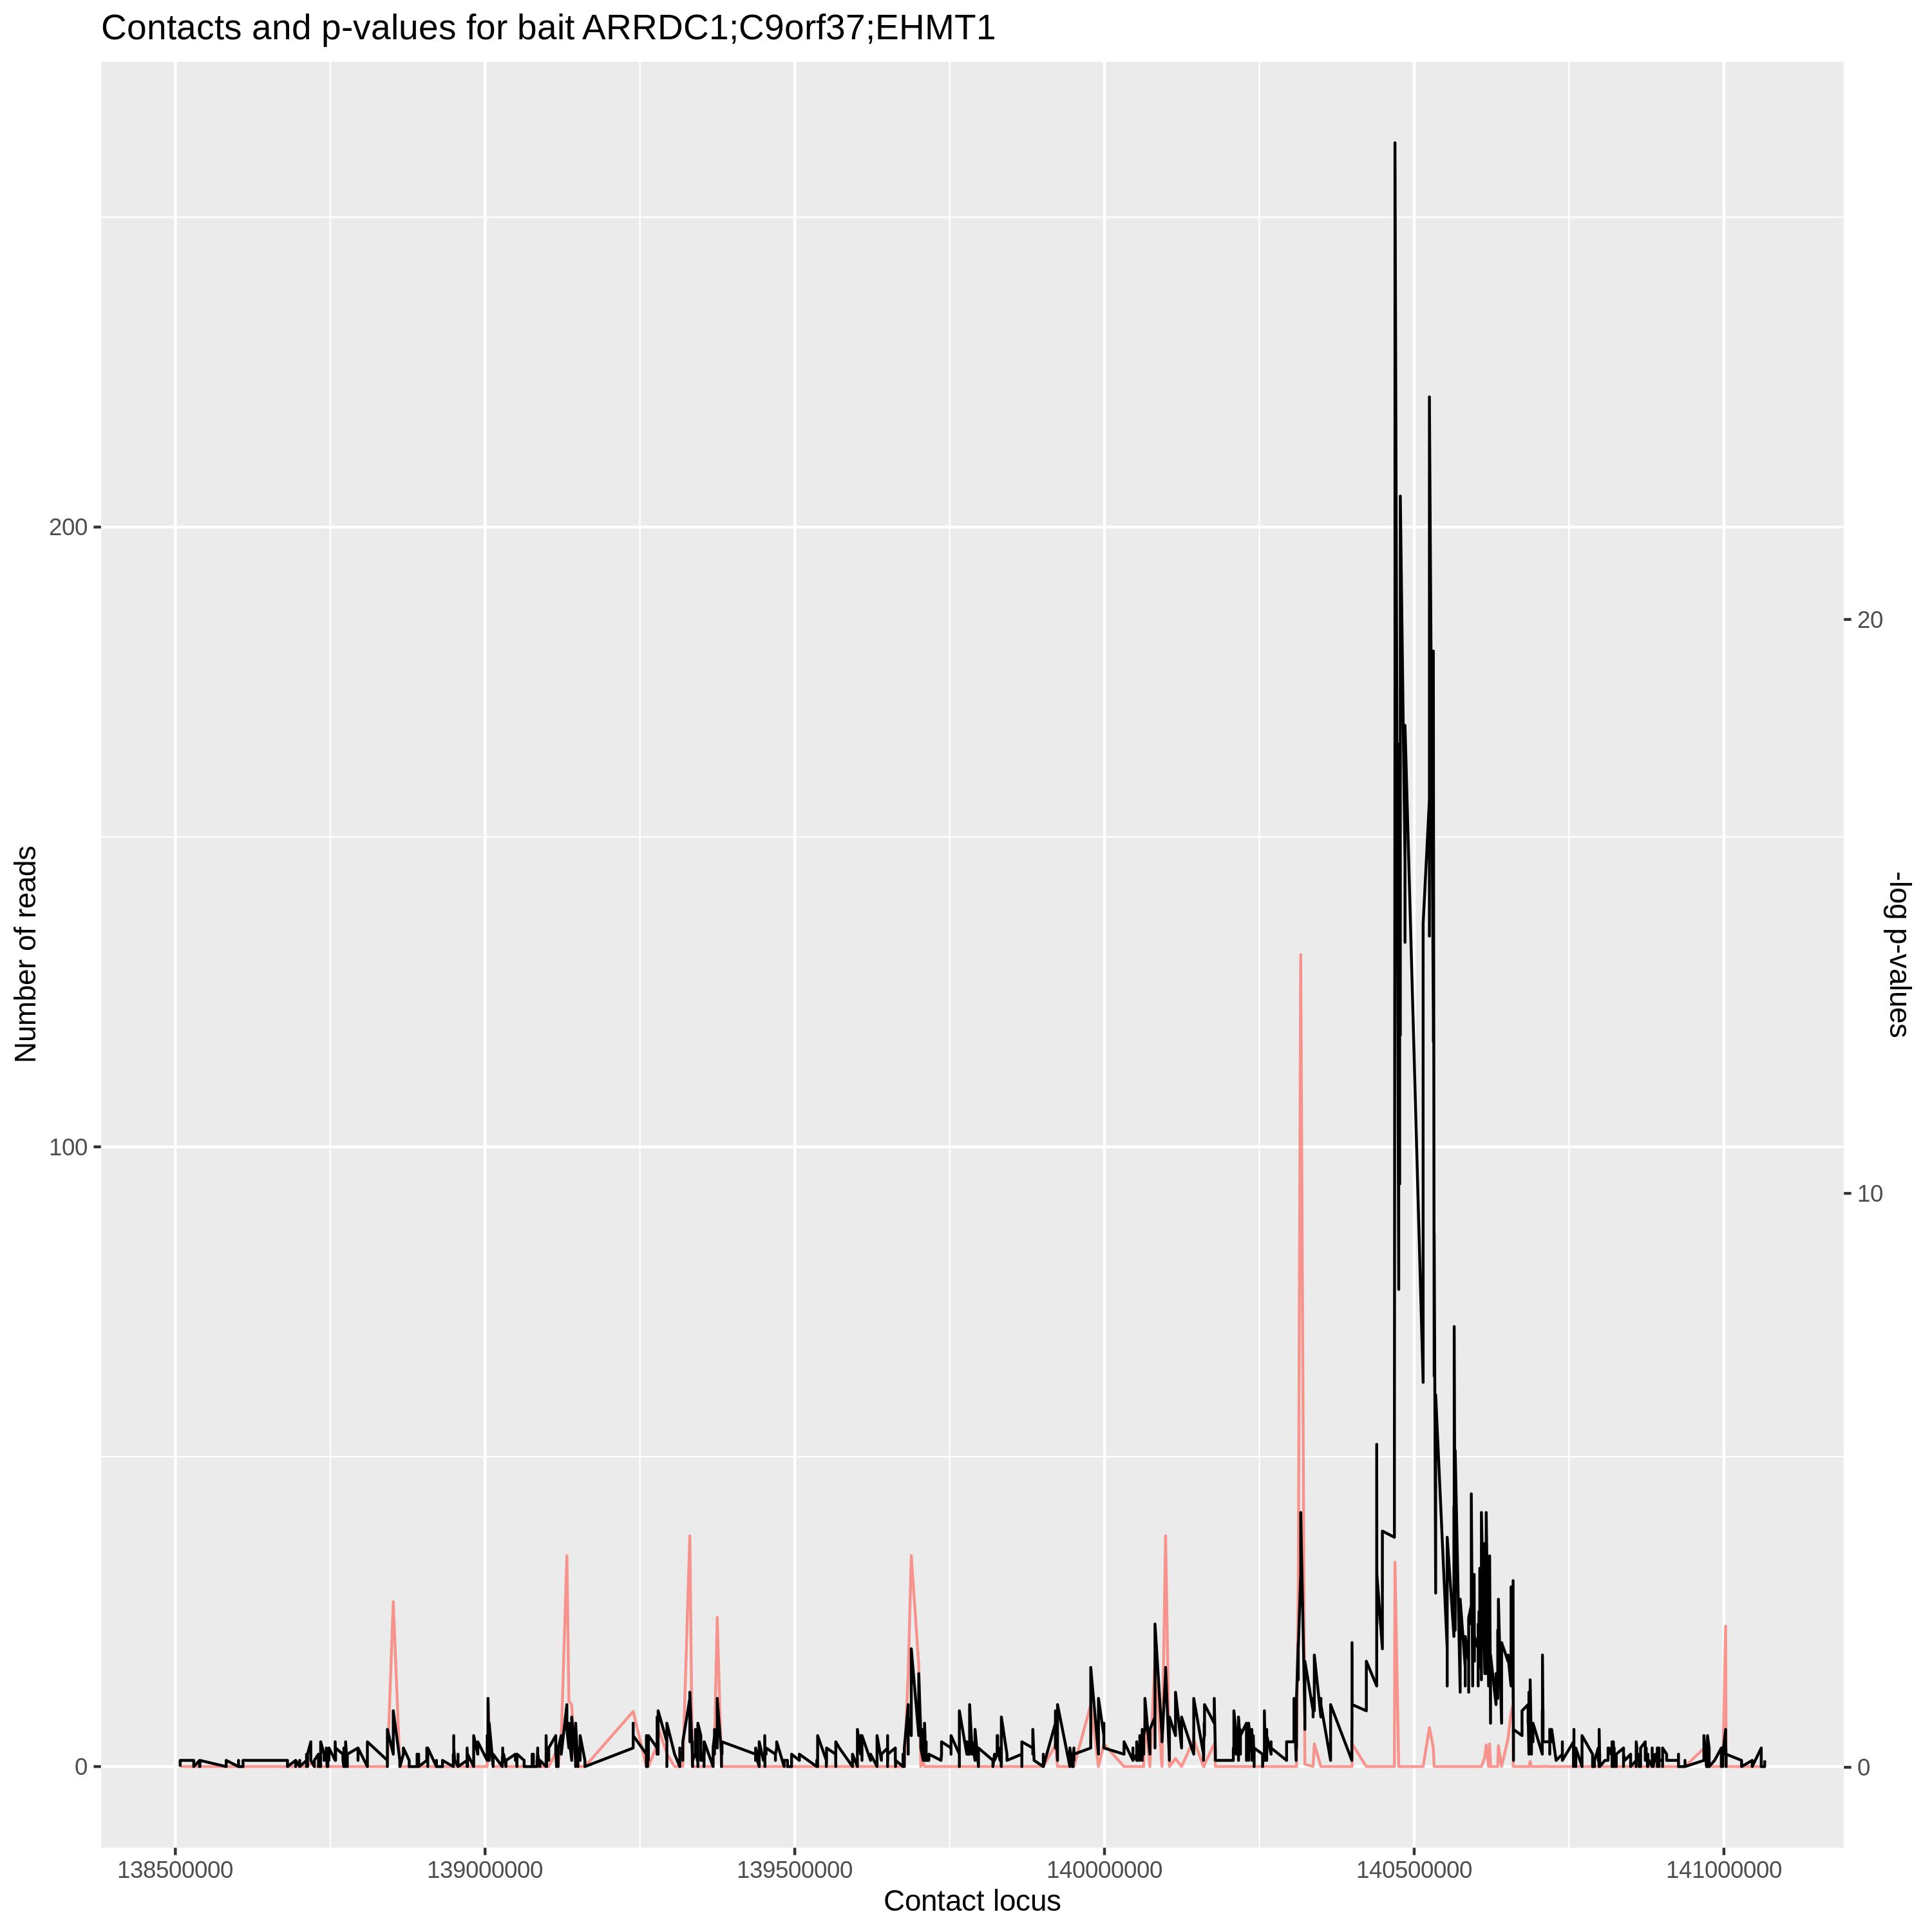 Contacts and p-values for bait ARRDC1;C9orf37;EHMT1
Number of reads
200
100
0
-log p-values
20
10
0
138500000 139000000 139500000 140000000 140500000 141000000
Contact locus